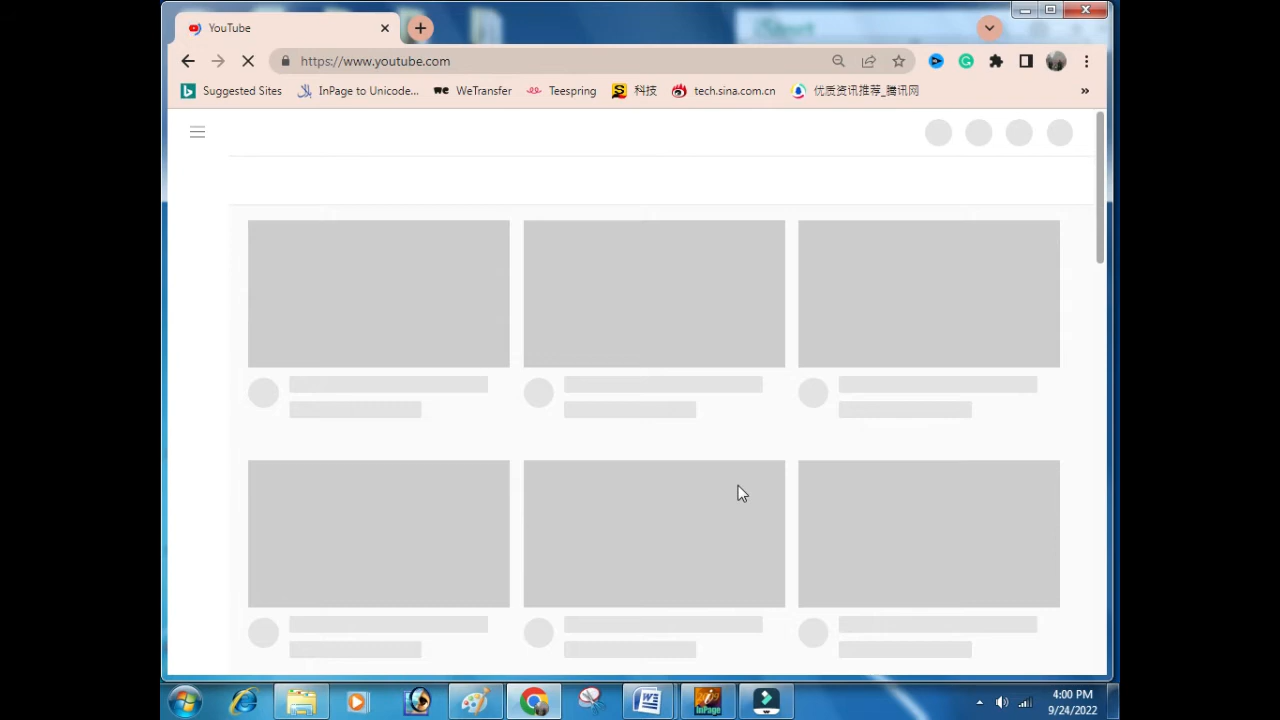 YouTube
https://www.youtube.com
Suggested Sites
InPage to Unicode...
WeTransfer
Teespring
科技
tech.sina.com.cn
优质资讯推荐_腾讯网
»
InPage
4:00 PM
9/24/2022